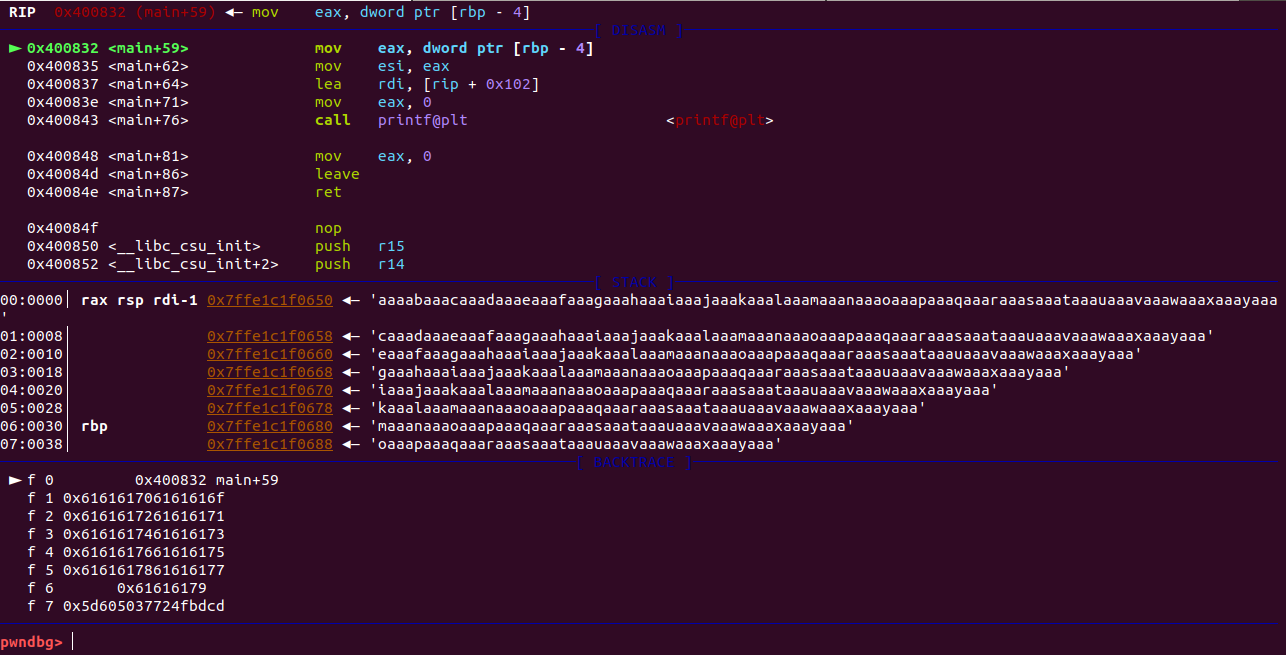 RIP 0x400832 (main+59) ◂— mov eax, dword ptr [rbp - 4]
[ DISASM ]
► 0x400832 <main+59> mov eax, dword ptr [rbp - 4]
0x400835 <main+62> mov esi, eax
0x400837 <main+64> lea rdi, [rip + 0x102]
0x40083e <main+71> mov eax, 0
0x400843 <main+76> call printf@plt <printf@plt>
0x400848 <main+81> mov eax, 0
0x40084d <main+86> leave
0x40084e <main+87> ret
0x40084f nop
0x400850 <__libc_csu_init> push r15
0x400852 <__libc_csu_init+2> push r14
[ STACK ]
00:0000│ rax rsp rdi-1 0x7ffe1c1f0650 ◂— 'aaaabaaacaaadaaaeaaafaaagaaahaaaiaaajaaakaaalaaamaaanaaaoaaapaaaqaaaraaasaaataaauaaavaaawaaaxaaayaaa
'
01:0008│ 0x7ffe1c1f0658 ◂— 'caaadaaaeaaafaaagaaahaaaiaaajaaakaaalaaamaaanaaaoaaapaaaqaaaraaasaaataaauaaavaaawaaaxaaayaaa'
02:0010│ 0x7ffe1c1f0660 ◂— 'eaaafaaagaaahaaaiaaajaaakaaalaaamaaanaaaoaaapaaaqaaaraaasaaataaauaaavaaawaaaxaaayaaa'
03:0018│ 0x7ffe1c1f0668 ◂— 'gaaahaaaiaaajaaakaaalaaamaaanaaaoaaapaaaqaaaraaasaaataaauaaavaaawaaaxaaayaaa'
04:0020│ 0x7ffe1c1f0670 ◂— 'iaaajaaakaaalaaamaaanaaaoaaapaaaqaaaraaasaaataaauaaavaaawaaaxaaayaaa'
05:0028│ 0x7ffe1c1f0678 ◂— 'kaaalaaamaaanaaaoaaapaaaqaaaraaasaaataaauaaavaaawaaaxaaayaaa'
06:0030│ rbp 0x7ffe1c1f0680 ◂— 'maaanaaaoaaapaaaqaaaraaasaaataaauaaavaaawaaaxaaayaaa'
07:0038│ 0x7ffe1c1f0688 ◂— 'oaaapaaaqaaaraaasaaataaauaaavaaawaaaxaaayaaa'
[ BACKTRACE ]
► f 0 0x400832 main+59
f 1 0x616161706161616f
f 2 0x6161617261616171
f 3 0x6161617461616173
f 4 0x6161617661616175
f 5 0x6161617861616177
f 6 0x61616179
f 7 0x5d605037724fbdcd
pwndbg>